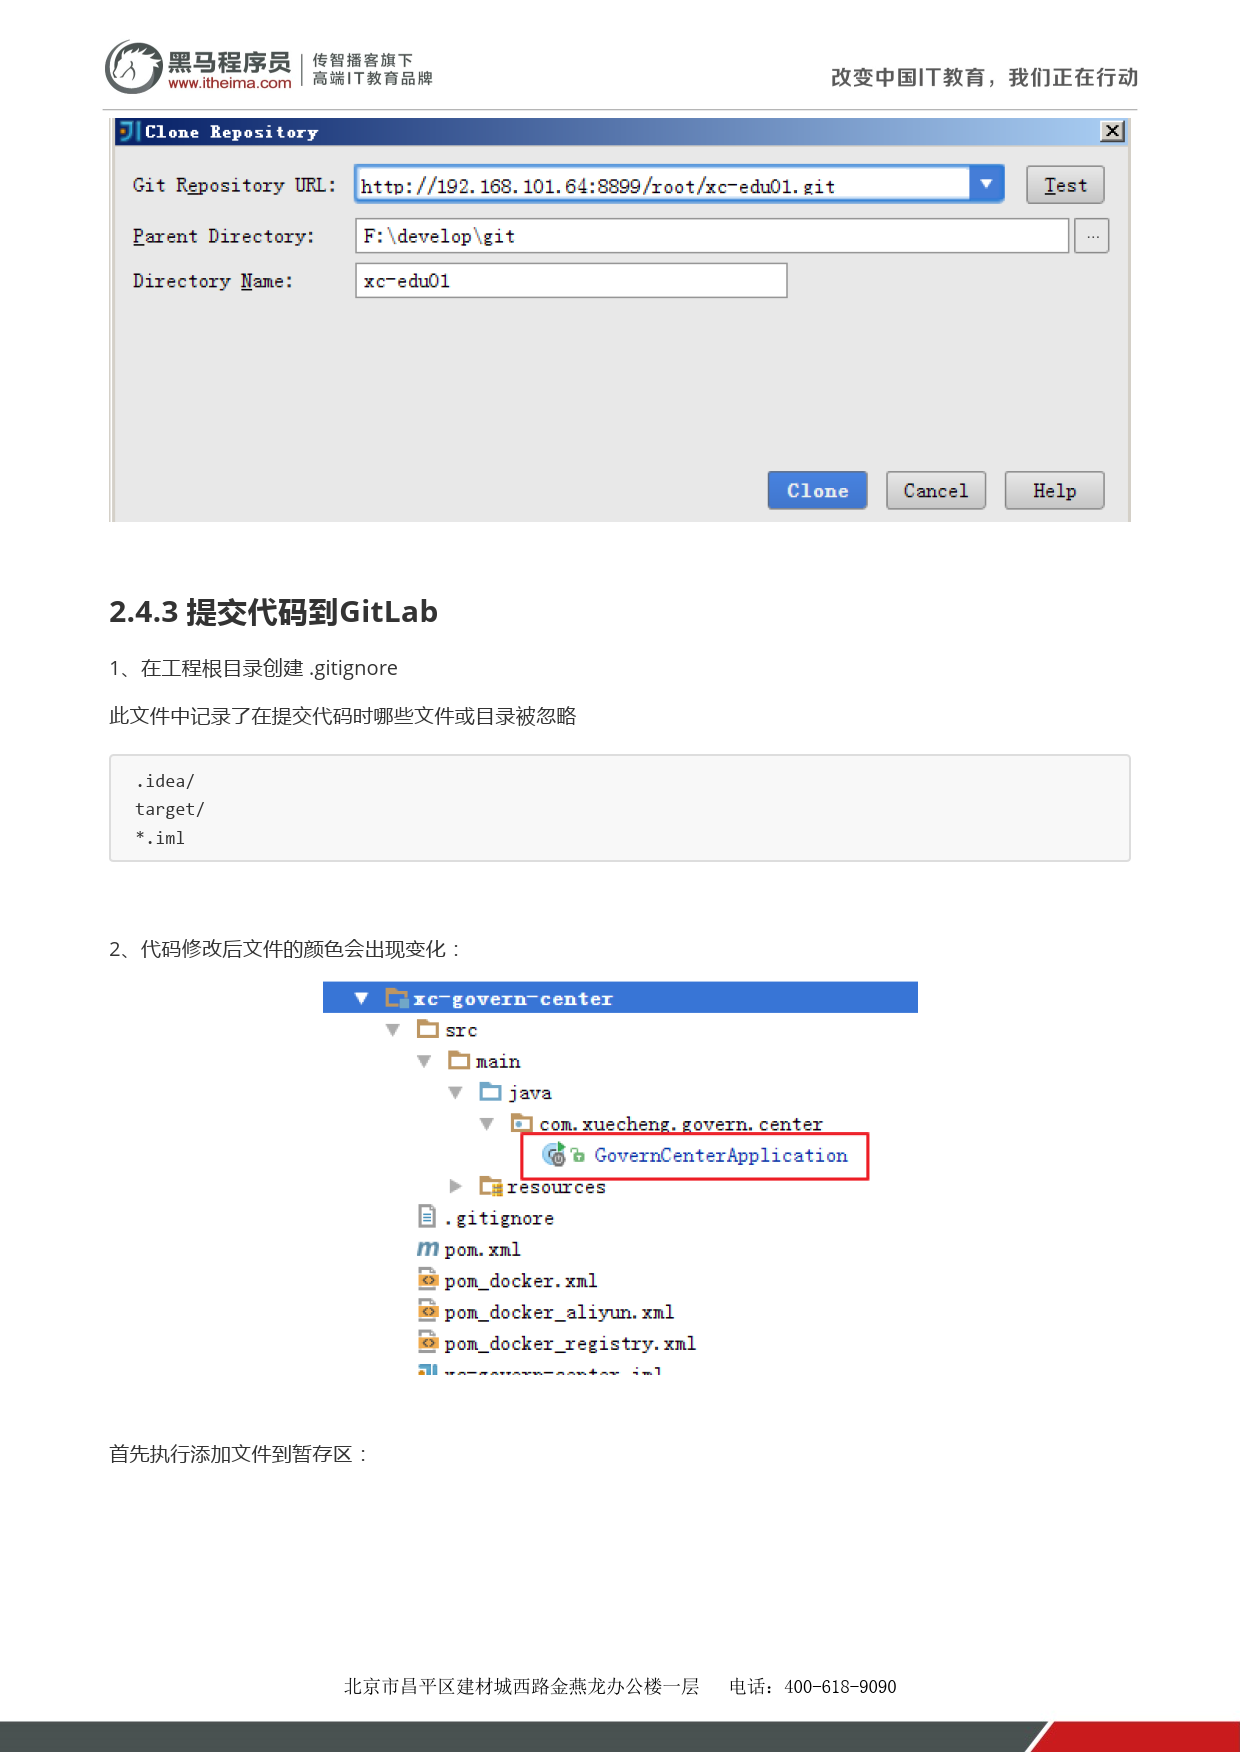 黑马程序员 传智播客旗下
www.itheima.com 高端IT教育品牌
改变中国IT教育，我们正在行动
Clone Repository
Git Repository URL: http://192.168.101.64:8899/root/xc-edu01.git Test
Parent Directory: F:\develop\git ...
Directory Name: xc-edu01
Clone Cancel Help
2.4.3 提交代码到GitLab
1、在工程根目录创建 .gitignore
此文件中记录了在提交代码时哪些文件或目录被忽略
.idea/
target/
*.iml
2、代码修改后文件的颜色会出现变化：
xc-govern-center
src
main
java
com.xuecheng.govern.center
GovernCenterApplication
resources
.gitignore
pom.xml
pom_docker.xml
pom_docker_aliyun.xml
pom_docker_registry.xml
xc-govern-center.iml
首先执行添加文件到暂存区：
北京市昌平区建材城西路金燕龙办公楼一层 电话：400-618-9090